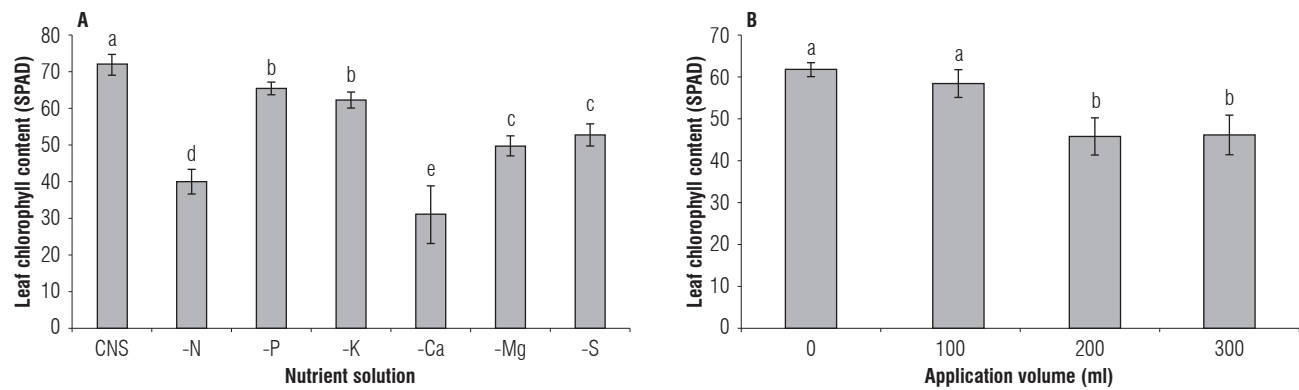 A
Leaf chlorophyll content (SPAD)
80
70
60
50
40
30
20
10
0
a
d
b
b
e
c
c
CNS -N -P -K -Ca -Mg -S
Nutrient solution
B
Leaf chlorophyll content (SPAD)
70
60
50
40
30
20
10
0
a
a
b
b
0 100 200 300
Application volume (ml)